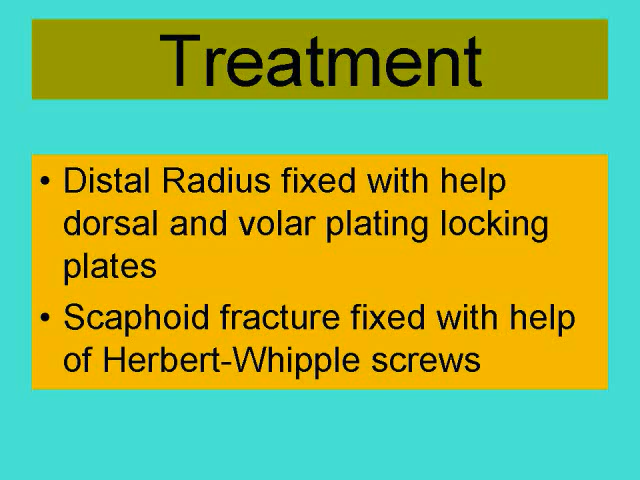 Treatment
• Distal Radius fixed with help
dorsal and volar plating locking
plates
• Scaphoid fracture fixed with help
of Herbert-Whipple screws